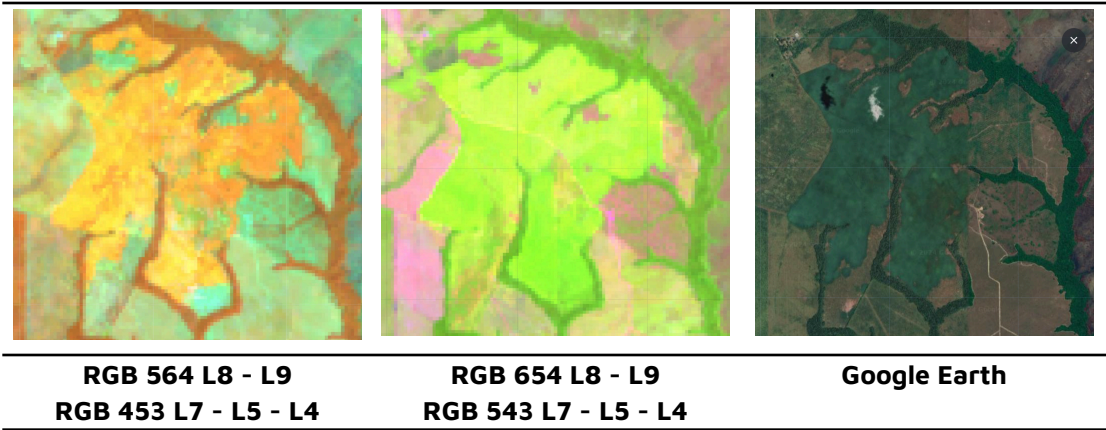 RGB 564 L8 - L9
RGB 453 L7 - L5 - L4
RGB 654 L8 - L9
RGB 543 L7 - L5 - L4
Google Earth